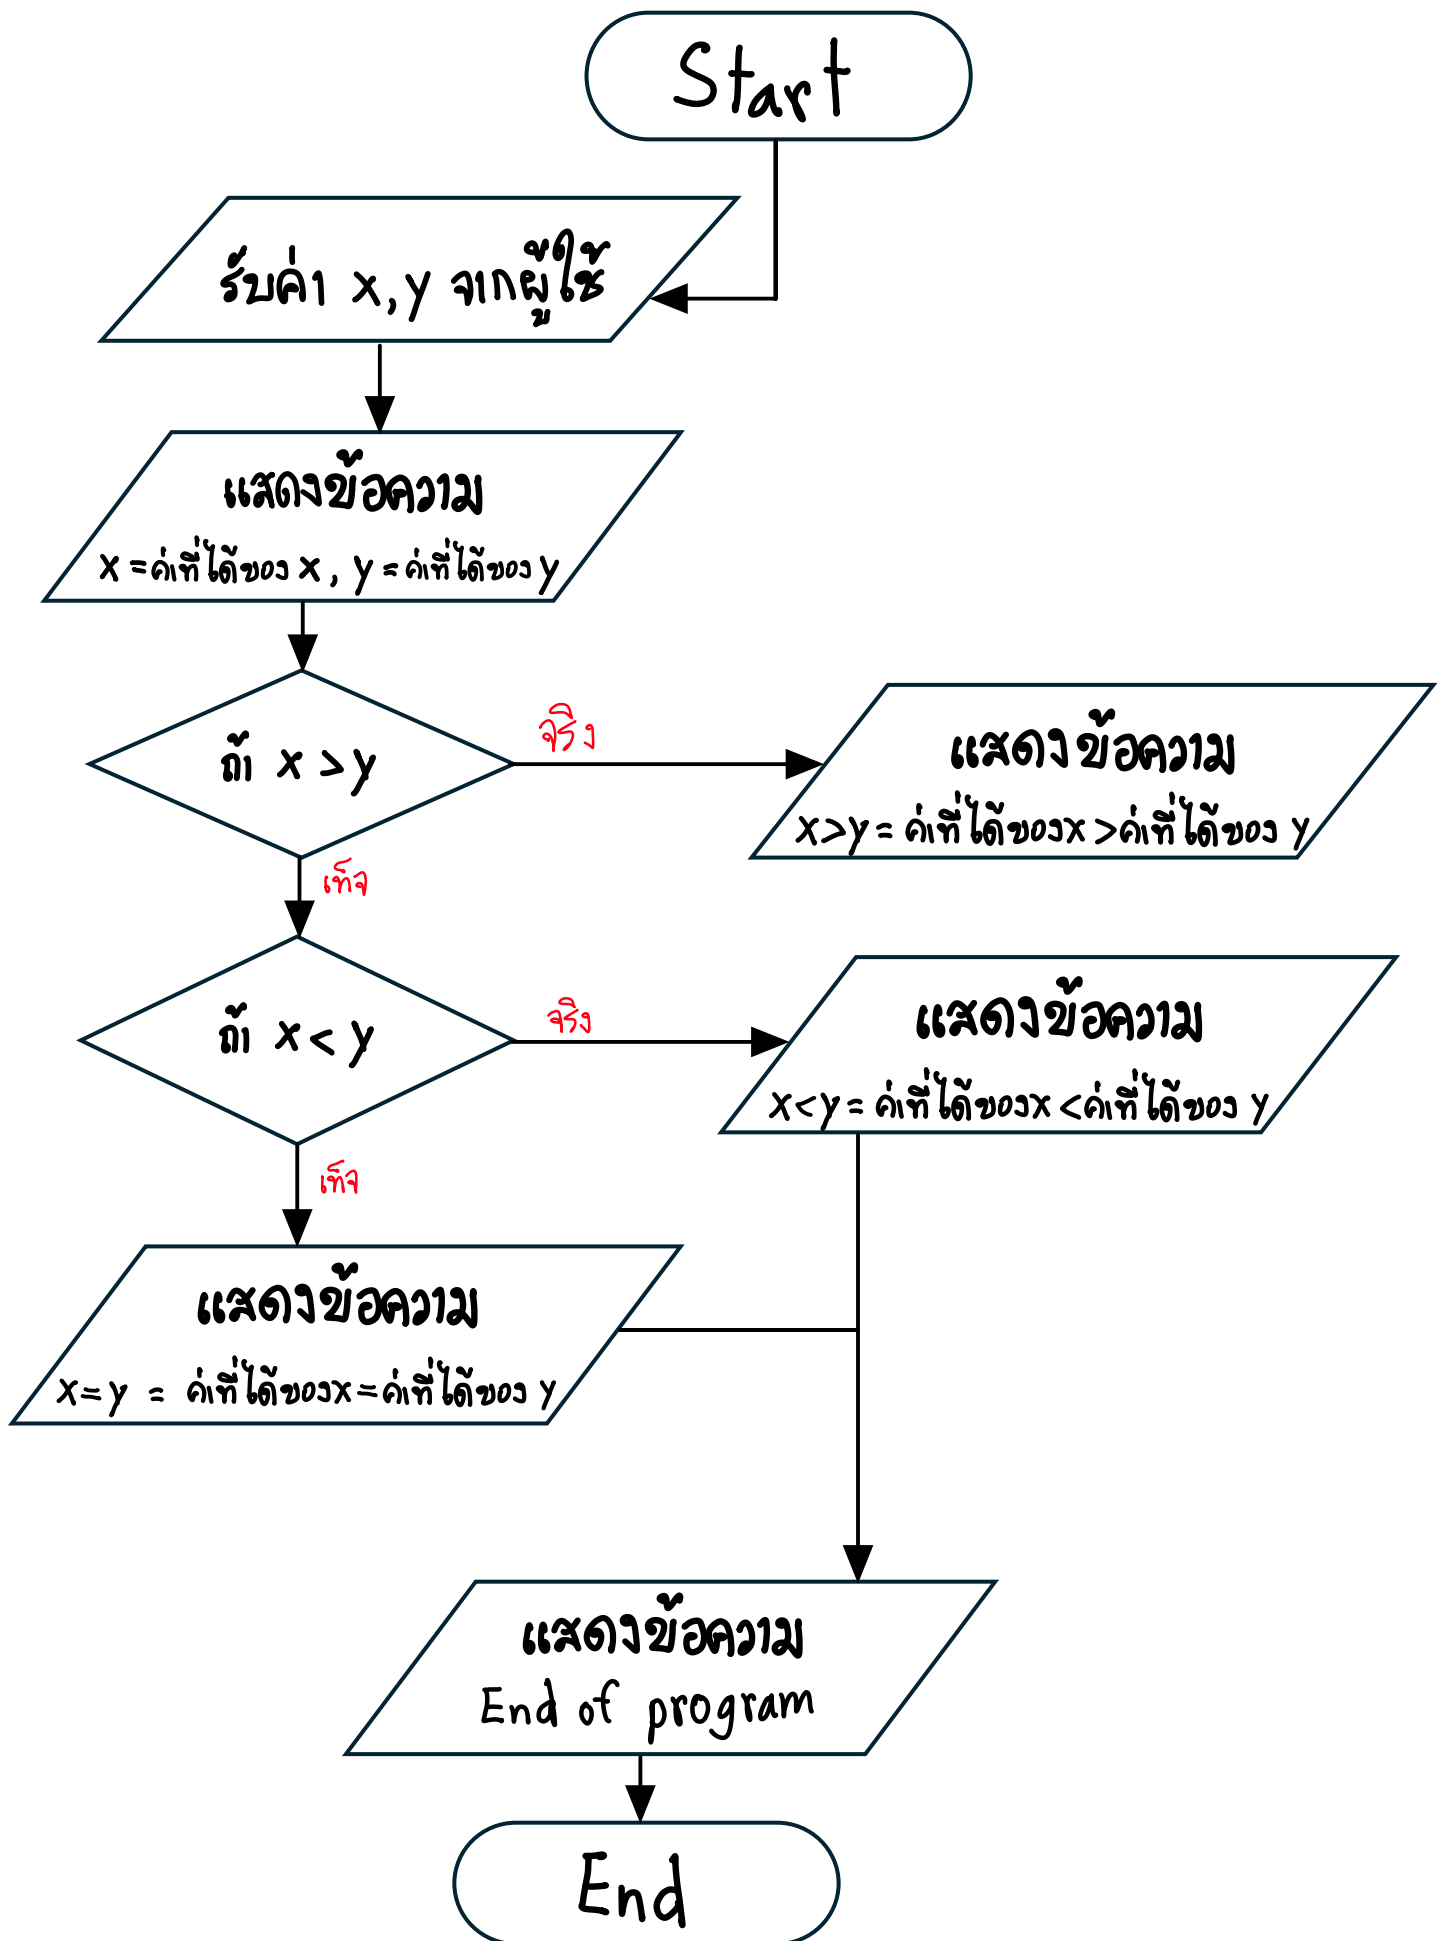 Start
รับค่า x, y จากผู้ใช้
แสดงข้อความ
x = ค่าที่ได้ของ x, y = ค่าที่ได้ของ y
ถ้า x > y
จริง
แสดงข้อความ
x>y = ค่าที่ได้ของx >ค่าที่ได้ของ y
เท็จ
ถ้า x < y
จริง
แสดงข้อความ
x<y = ค่าที่ได้ของx <ค่าที่ได้ของ y
เท็จ
แสดงข้อความ
x=y = ค่าที่ได้ของx=ค่าที่ได้ของ y
แสดงข้อความ
End of program
End